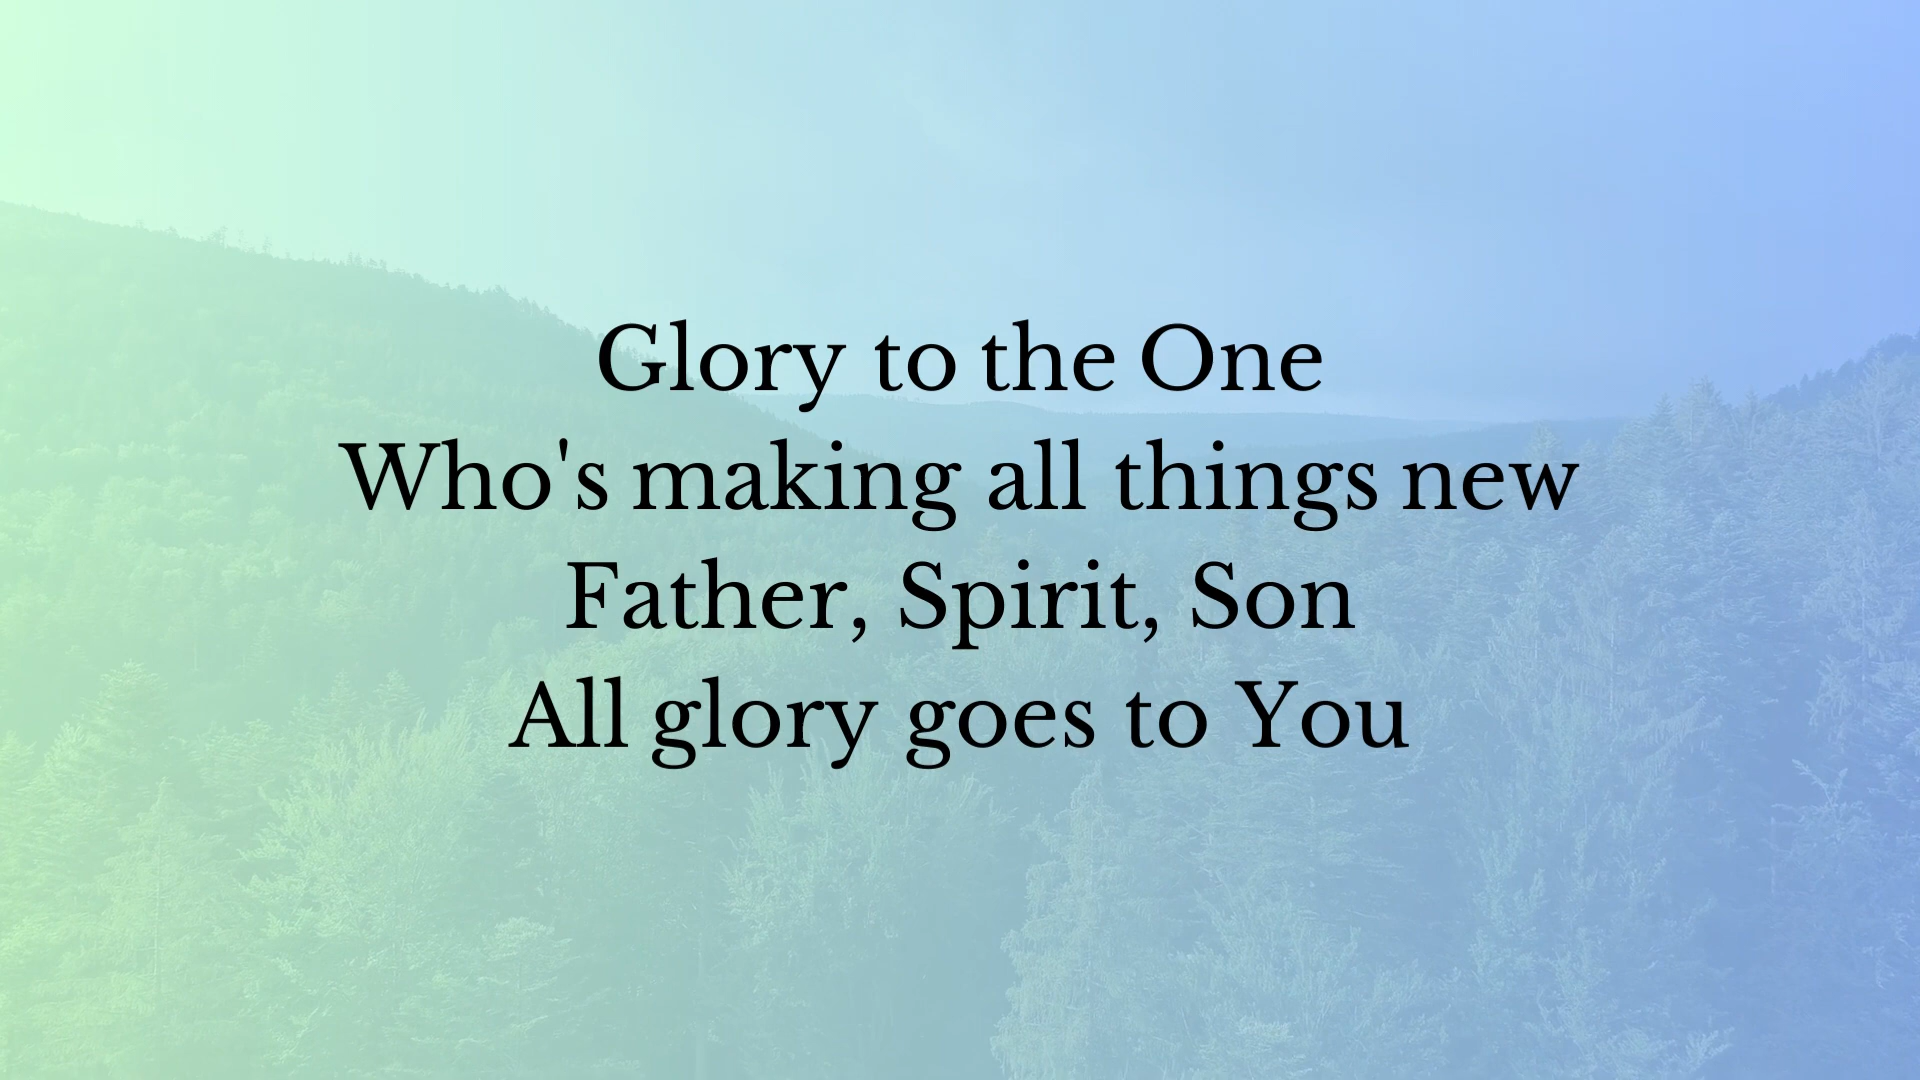 Glory to the One
Who's making all things new
Father, Spirit, Son
All glory goes to You